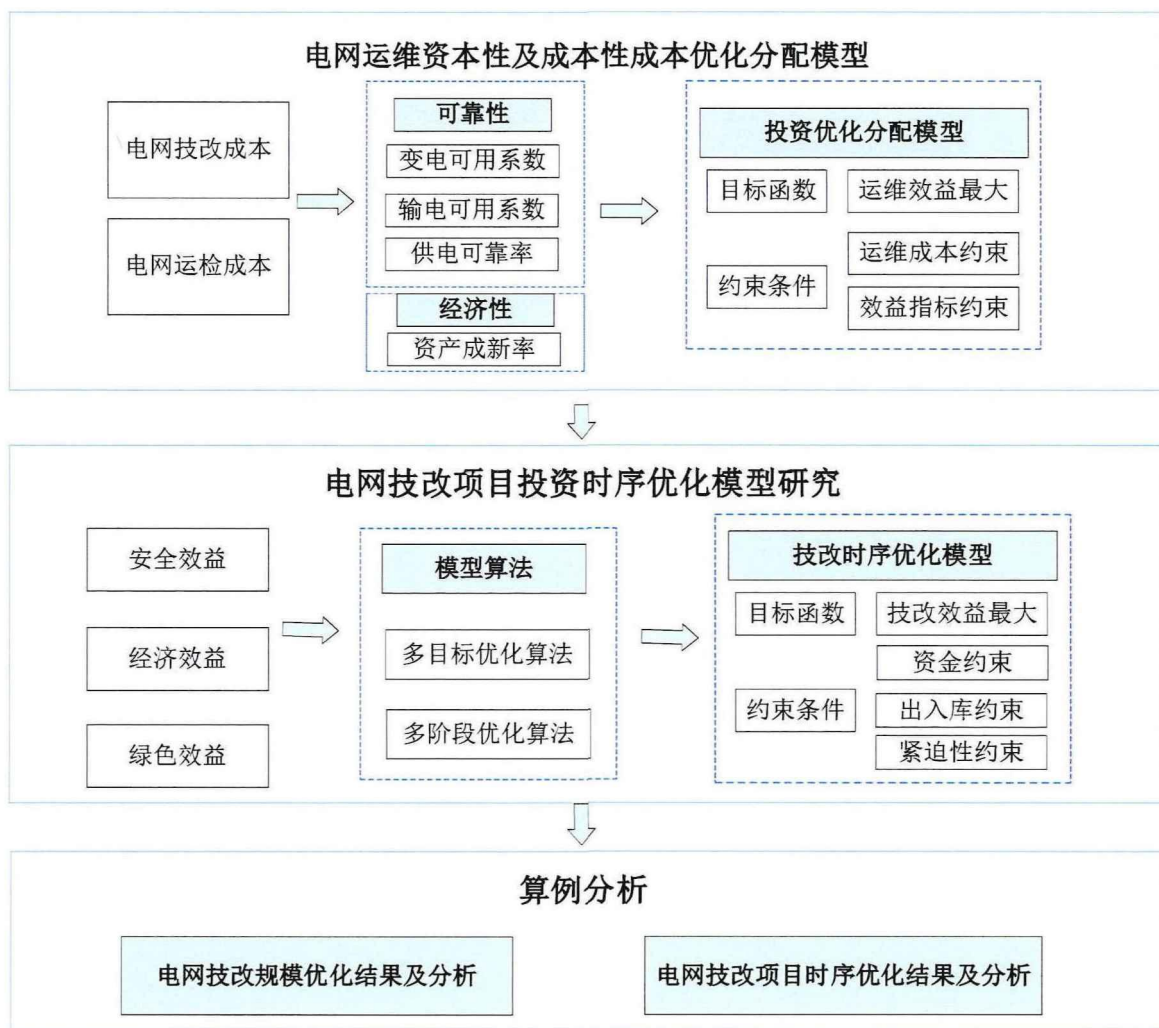 电网运维资本性及成本性成本优化分配模型
电网技改成本
电网运检成本
可靠性
变电可用系数
输电可用系数
供电可靠率
经济性
资产成新率
投资优化分配模型
目标函数
运维效益最大
约束条件
运维成本约束
效益指标约束
电网技改项目投资时序优化模型研究
安全效益
经济效益
绿色效益
模型算法
多目标优化算法
多阶段优化算法
技改时序优化模型
目标函数
技改效益最大
约束条件
资金约束
出入库约束
紧迫性约束
算例分析
电网技改规模优化结果及分析
电网技改项目时序优化结果及分析